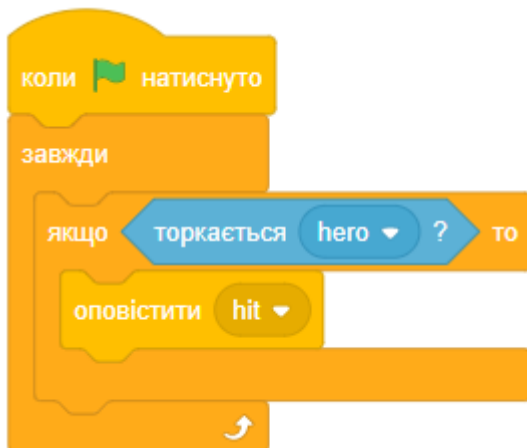 коли натиснуто
завжди
якщо торкається hero ? то
оповістити hit